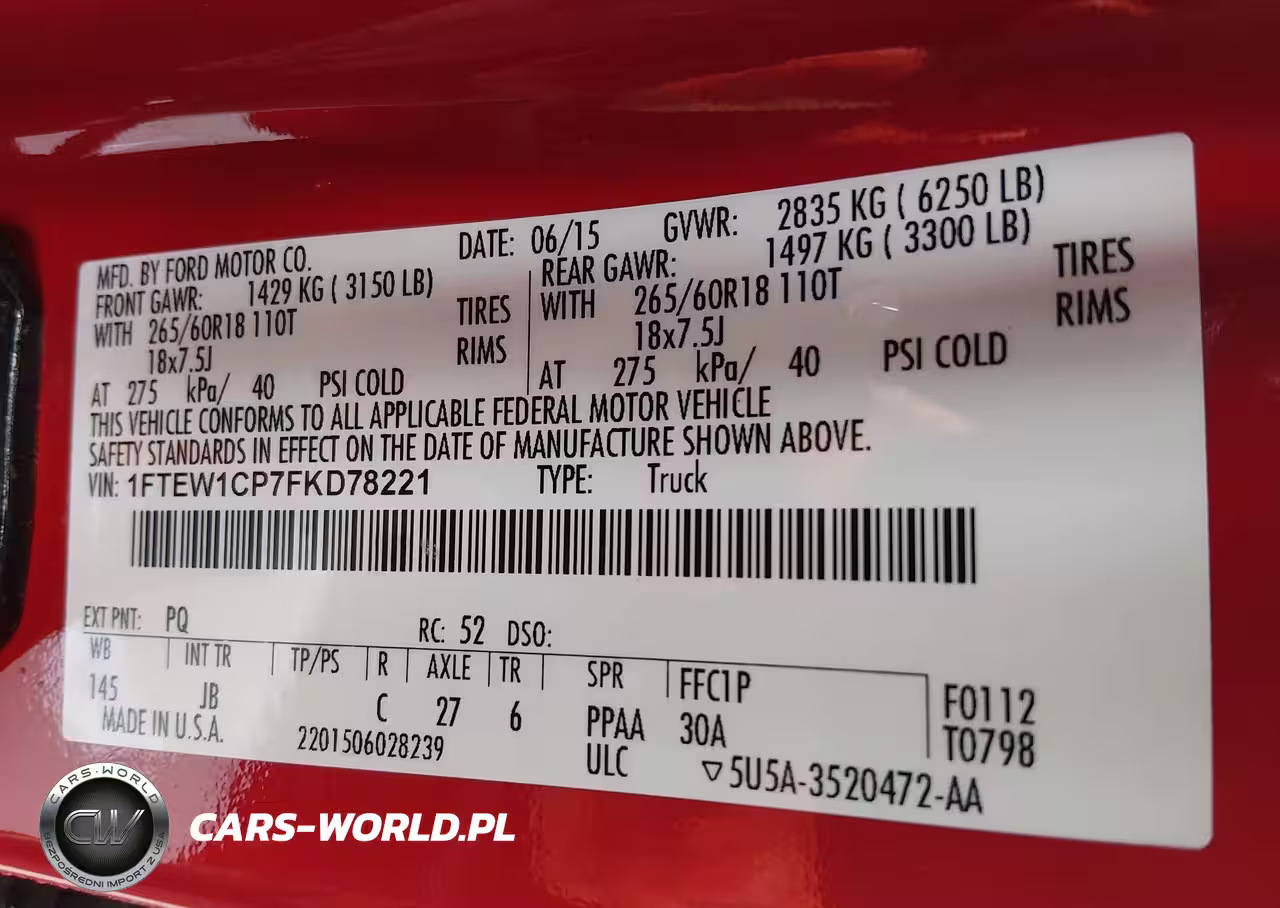 MFD. BY FORD MOTOR CO. DATE: 06/15 GVWR: 2835 KG ( 6250 LB)
FRONT GAWR: 1429 KG ( 3150 LB) REAR GAWR: 1497 KG ( 3300 LB)
WITH 265/60R18 110T TIRES WITH 265/60R18 110T TIRES
18x7.5J RIMS 18x7.5J RIMS
AT 275 kPa/ 40 PSI COLD AT 275 kPa/ 40 PSI COLD
THIS VEHICLE CONFORMS TO ALL APPLICABLE FEDERAL MOTOR VEHICLE
SAFETY STANDARDS IN EFFECT ON THE DATE OF MANUFACTURE SHOWN ABOVE.
VIN: 1FTEW1CP7FKD78221 TYPE: Truck
EXT PNT: PQ RC: 52 DSO:
WB INT TR TP/PS R AXLE TR SPR FFC1P F0112
145 JB C 27 6 PPAA 30A T0798
MADE IN U.S.A. 2201506028239 ULC ▽5U5A-3520472-AA
CARS-WORLD
CW
BEZPOŚREDNI IMPORT Z USA
CARS-WORLD.PL